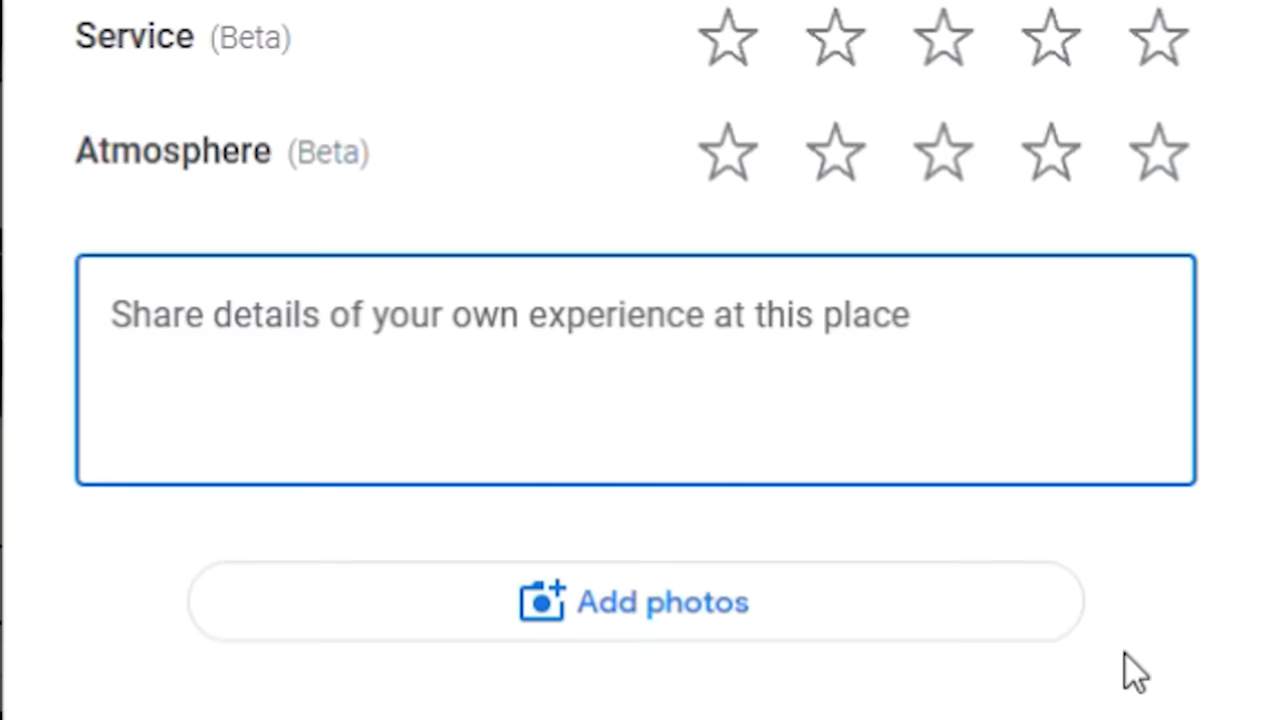 Service (Beta)
Atmosphere (Beta)
Share details of your own experience at this place
Add photos